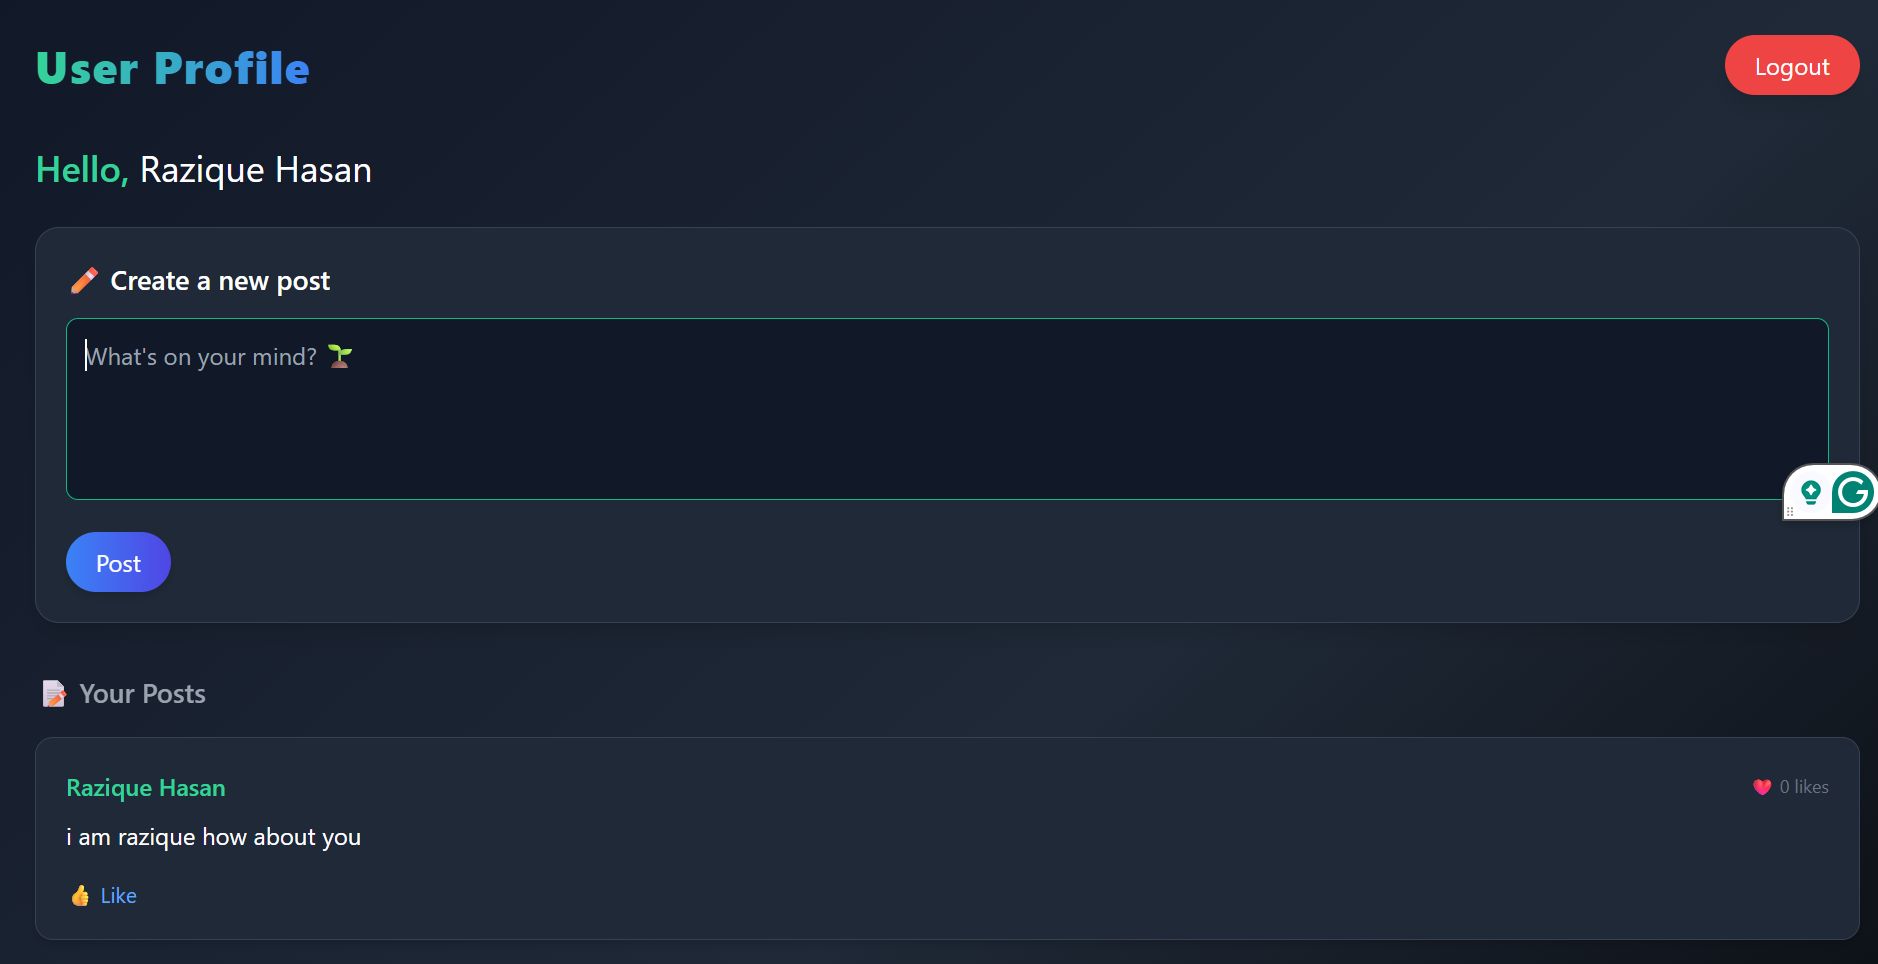 User Profile
Logout
Hello, Razique Hasan
Create a new post
What's on your mind? 🌱
Post
Your Posts
Razique Hasan
0 likes
i am razique how about you
Like